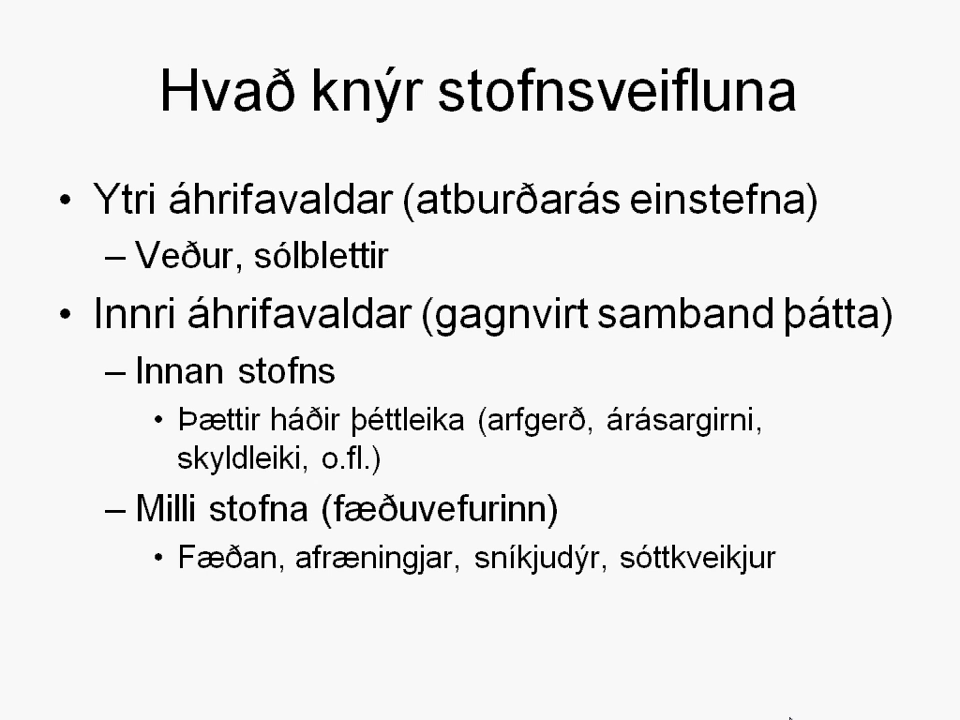 Hvað knýr stofnsveifluna
• Ytri áhrifavaldar (atburðarás einstefna)
– Veður, sólblettir
• Innri áhrifavaldar (gagnvirt samband þátta)
– Innan stofns
• Þættir háðir þéttleika (arfgerð, árásargirni,
skyldleiki, o.fl.)
– Milli stofna (fæðuvefurinn)
• Fæðan, afræningjar, sníkjudýr, sóttkveikjur